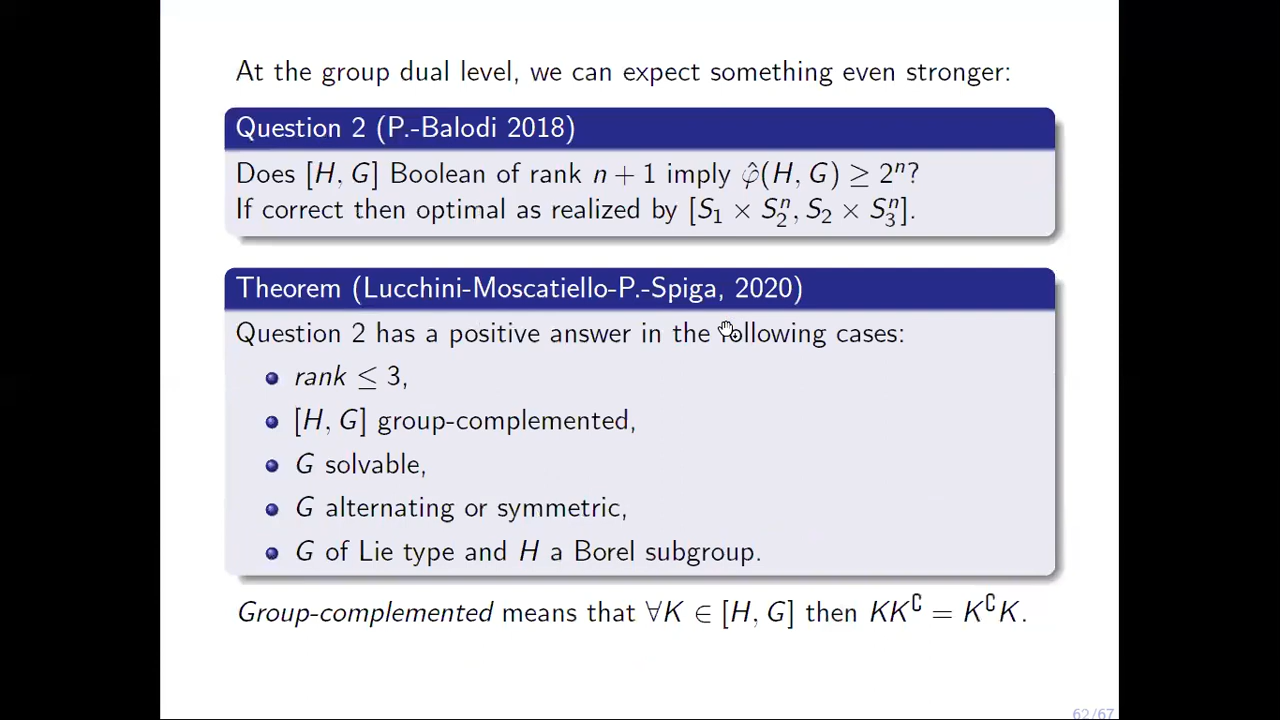 At the group dual level, we can expect something even stronger:
Question 2 (P.-Balodi 2018)
Does [H, G] Boolean of rank n + 1 imply φ̂(H, G) ≥ 2ⁿ?
If correct then optimal as realized by [S₁ × S₂ⁿ, S₂ × S₃ⁿ].
Theorem (Lucchini-Moscatiello-P.-Spiga, 2020)
Question 2 has a positive answer in the following cases:
rank ≤ 3,
[H, G] group-complemented,
G solvable,
G alternating or symmetric,
G of Lie type and H a Borel subgroup.
Group-complemented means that ∀K ∈ [H, G] then KK^∁ = K^∁K.
62/67